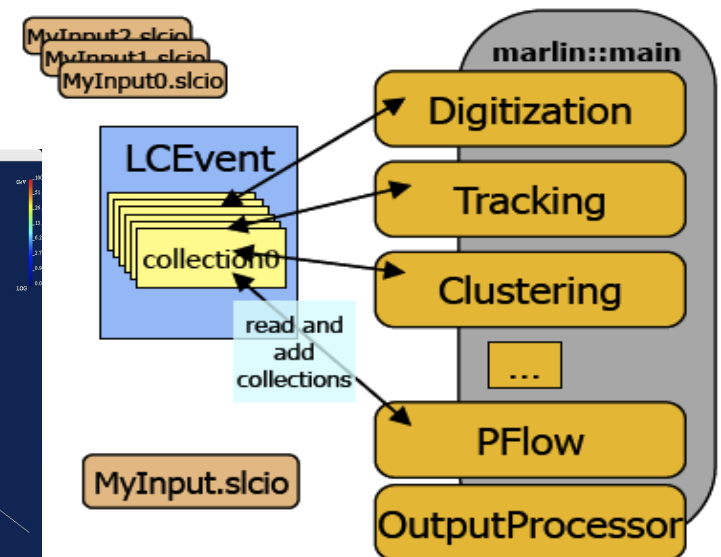 MyInput2.slcio
MyInput1.slcio
MyInput0.slcio
marlin::main
Digitization
LCEvent
Tracking
collection0
Clustering
read and
add
collections
...
PFlow
MyInput.slcio
OutputProcessor